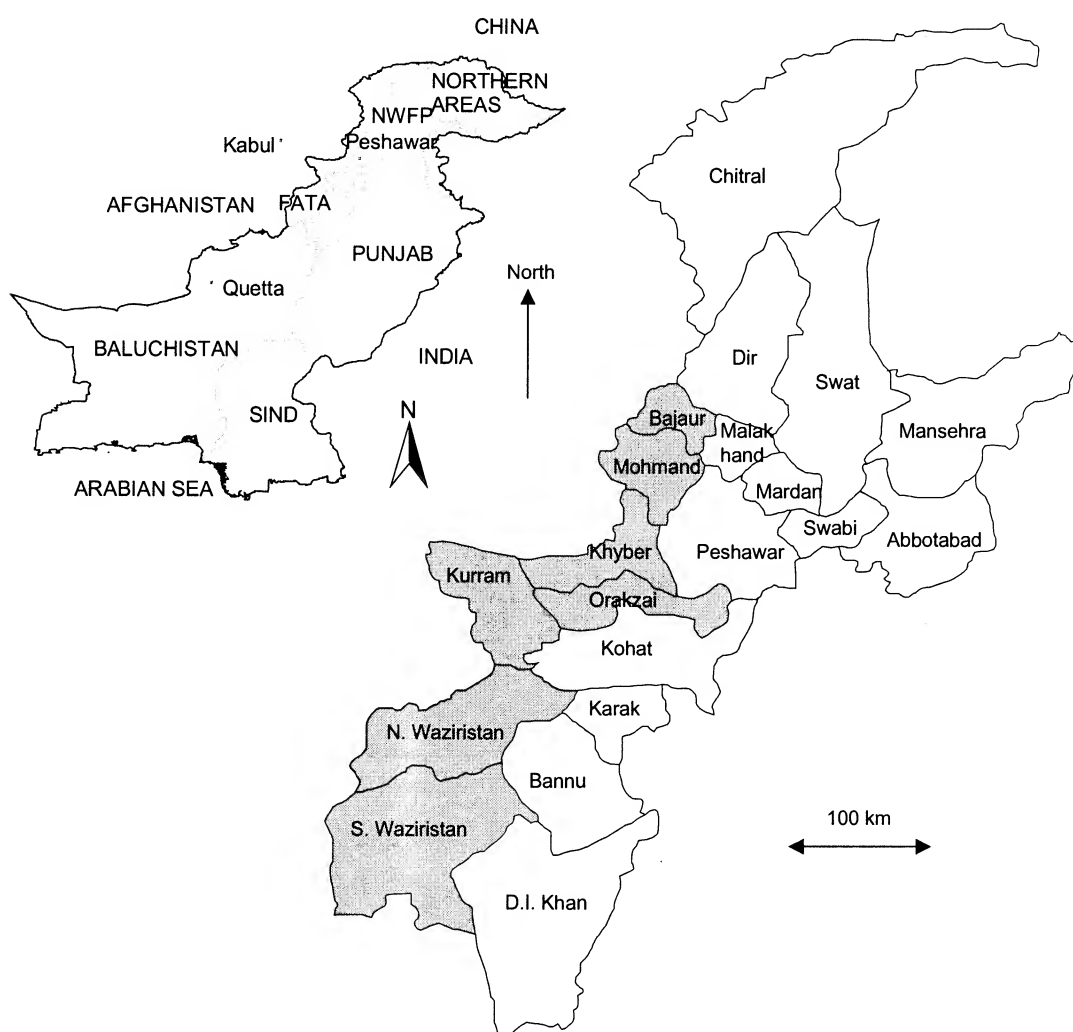 CHINA
NORTHERN
AREAS
NWFP
Peshawar
Kabul
AFGHANISTAN
FATA
PUNJAB
Quetta
BALUCHISTAN
INDIA
SIND
ARABIAN SEA
North
N
Chitral
Dir
Swat
Bajaur
Malak
hand
Mansehra
Mohmand
Mardan
Swabi
Abbotabad
Peshawar
Khyber
Kurram
Orakzai
Kohat
Karak
N. Waziristan
Bannu
S. Waziristan
100 km
D.I. Khan